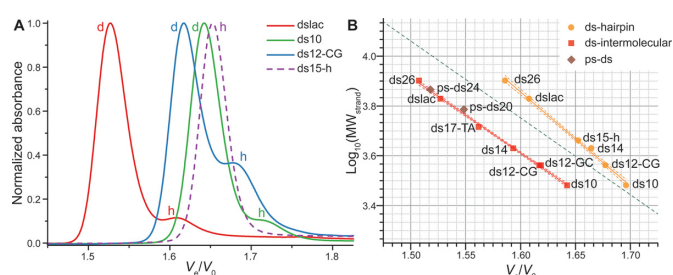 A
d
d
h
dslac
ds10
ds12-CG
ds15-h
h
h
h
Normalized absorbance
1.0
0.8
0.6
0.4
0.2
0.0
1.5
1.6
1.7
1.8
Ve/V0
B
ds-hairpin
ds-intermolecular
ps-ds
Log10(MWstrand)
4.0
3.8
3.6
3.4
ds26
ps-ds24
dslac
ps-ds20
ds17-TA
ds14
ds12-GC
ds12-CG
ds10
ds26
dslac
ds15-h
ds14
ds12-CG
ds10
1.50
1.55
1.60
1.65
1.70